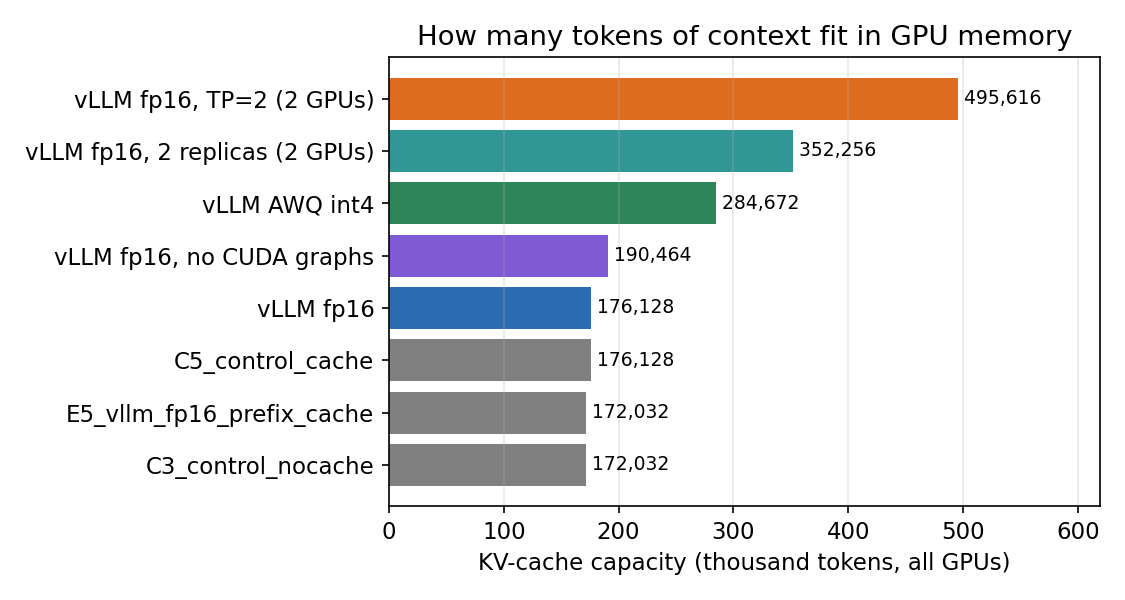 How many tokens of context fit in GPU memory
vLLM fp16, TP=2 (2 GPUs)
495,616
vLLM fp16, 2 replicas (2 GPUs)
352,256
vLLM AWQ int4
284,672
vLLM fp16, no CUDA graphs
190,464
vLLM fp16
176,128
C5_control_cache
176,128
E5_vllm_fp16_prefix_cache
172,032
C3_control_nocache
172,032
0 100 200 300 400 500 600
KV-cache capacity (thousand tokens, all GPUs)